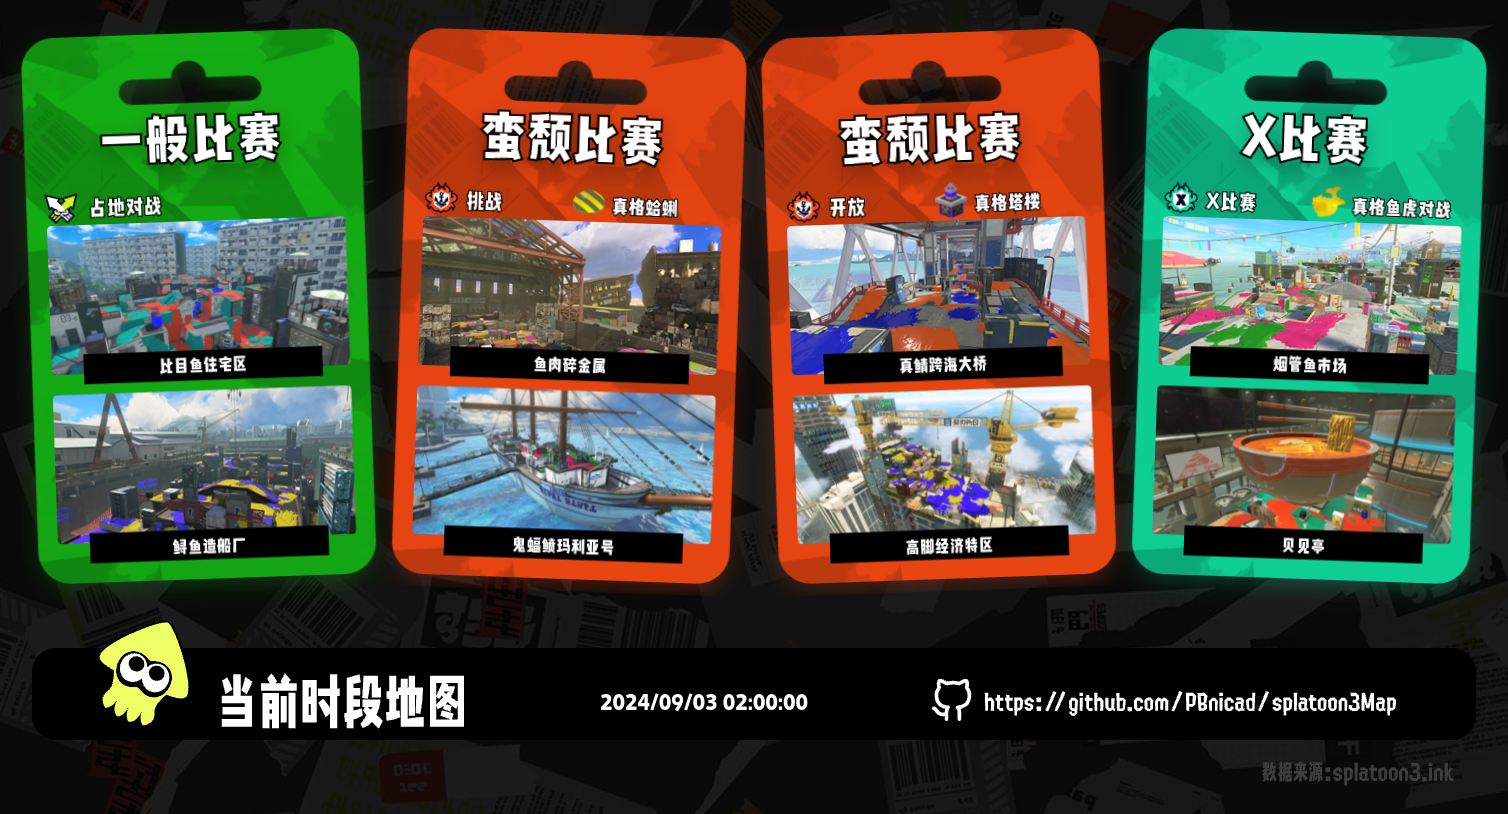 一般比赛
占地对战
比目鱼住宅区
鲟鱼造船厂
蛮颓比赛
挑战
真格蛤蜊
鱼肉碎金属
鬼蝠鲼玛利亚号
蛮颓比赛
开放
真格塔楼
真鲷跨海大桥
高脚经济特区
X比赛
X比赛
真格鱼虎对战
烟管鱼市场
贝见亭
当前时段地图
2024/09/03 02:00:00
https://github.com/PBnicad/splatoon3Map
数据来源:splatoon3.ink